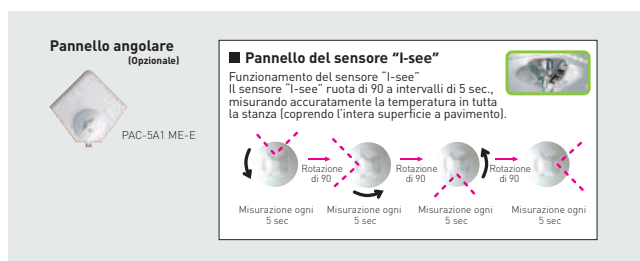 Pannello angolare
(Opzionale)
PAC-5A1 ME-E
■ Pannello del sensore “I-see”
Funzionamento del sensore “I-see”
Il sensore “I-see” ruota di 90 a intervalli di 5 sec.,
misurando accuratamente la temperatura in tutta
la stanza (coprendo l’intera superficie a pavimento).
Rotazione
di 90
Rotazione
di 90
Rotazione
di 90
Misurazione ogni
5 sec
Misurazione ogni
5 sec
Misurazione ogni
5 sec
Misurazione ogni
5 sec